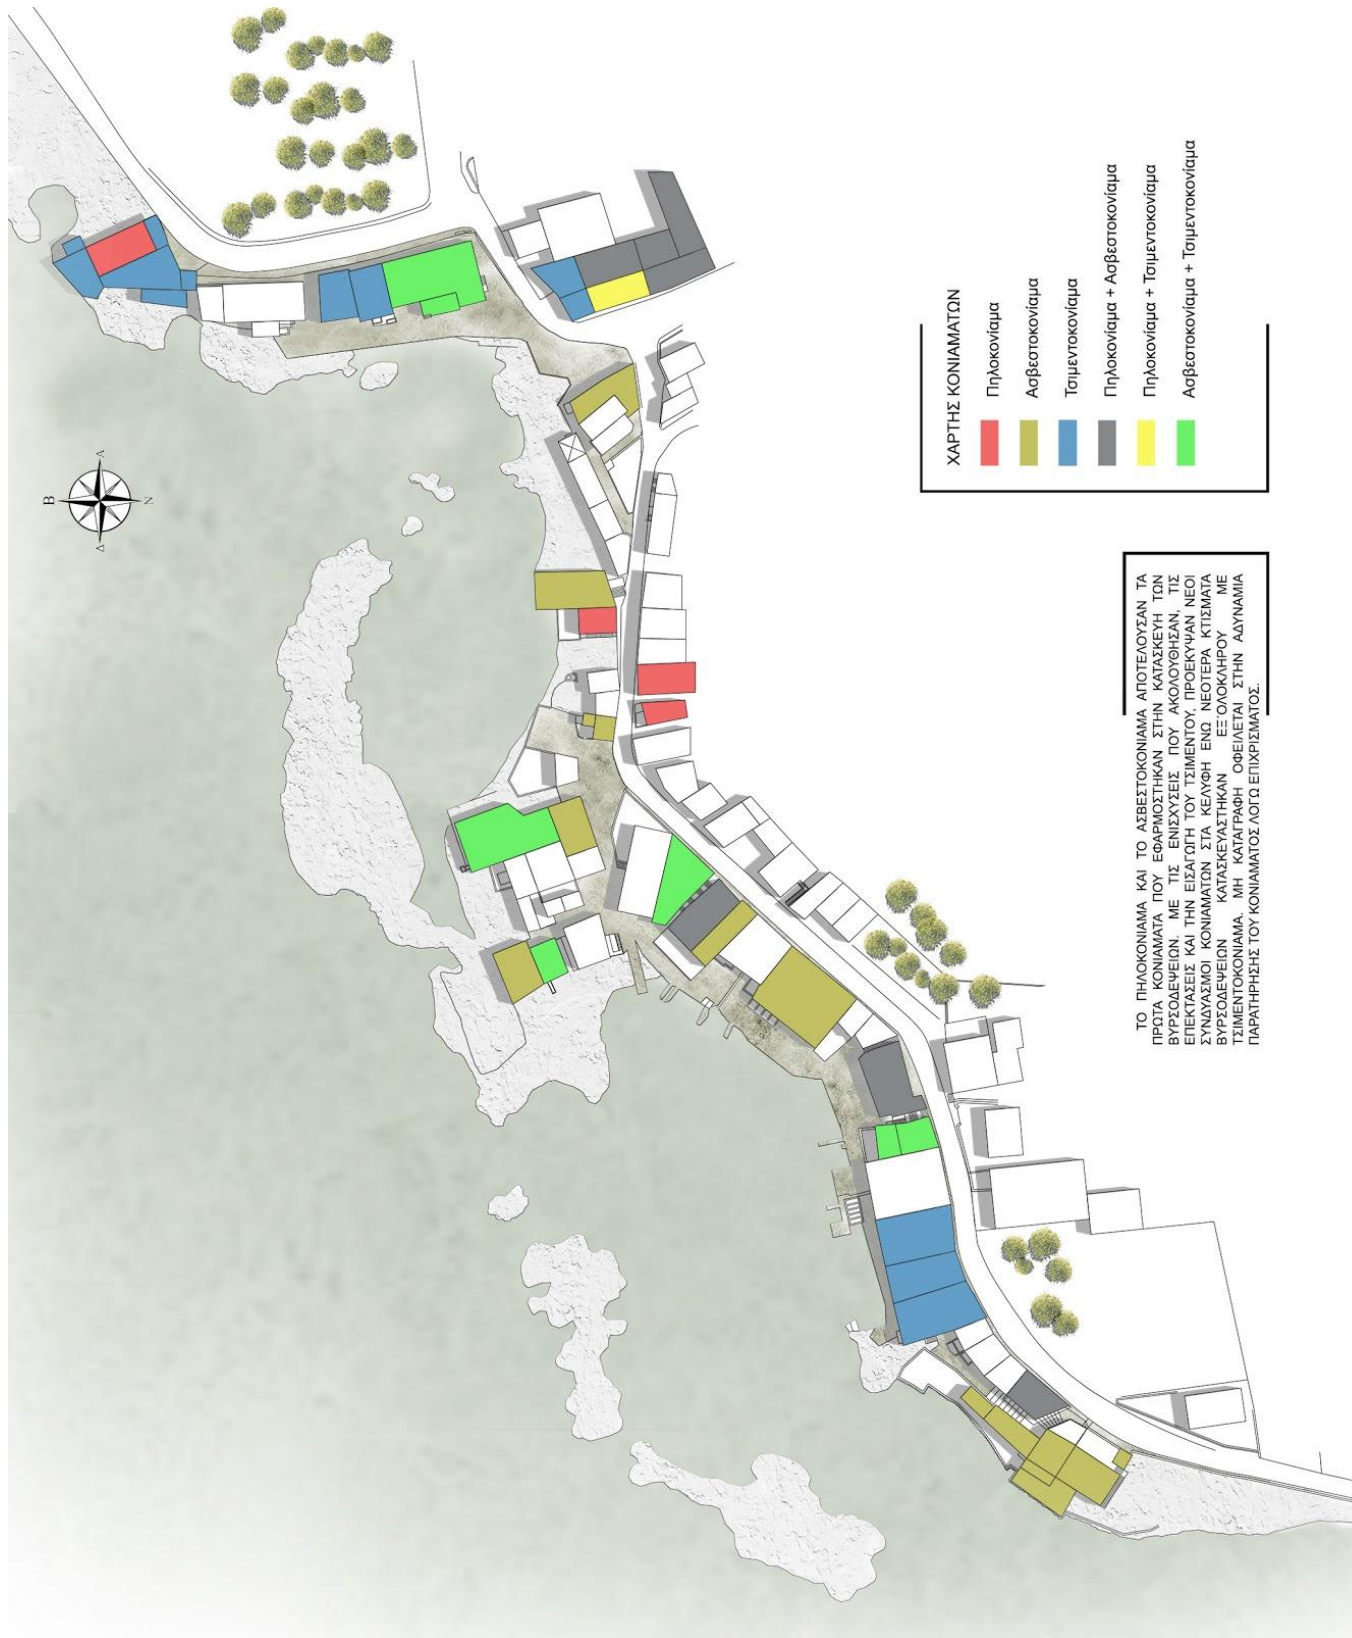 Β
Δ
Α
Ν
ΧΑΡΤΗΣ ΚΟΝΙΑΜΑΤΩΝ
Πηλοκονίαμα
Ασβεστοκονίαμα
Τσιμεντοκονίαμα
Πηλοκονίαμα + Ασβεστοκονίαμα
Πηλοκονίαμα + Τσιμεντοκονίαμα
Ασβεστοκονίαμα + Τσιμεντοκονίαμα
ΤΟ ΠΗΛΟΚΟΝΙΑΜΑ ΚΑΙ ΤΟ ΑΣΒΕΣΤΟΚΟΝΙΑΜΑ ΑΠΟΤΕΛΟΥΣΑΝ ΤΑ
ΠΡΩΤΑ ΚΟΝΙΑΜΑΤΑ ΠΟΥ ΕΦΑΡΜΟΣΤΗΚΑΝ ΣΤΗΝ ΚΑΤΑΣΚΕΥΗ ΤΩΝ
ΒΥΡΣΟΔΕΨΕΙΩΝ. ΜΕ ΤΙΣ ΕΝΙΣΧΥΣΕΙΣ ΠΟΥ ΑΚΟΛΟΥΘΗΣΑΝ, ΤΙΣ
ΕΠΕΚΤΑΣΕΙΣ ΚΑΙ ΤΗΝ ΕΙΣΑΓΩΓΗ ΤΟΥ ΤΣΙΜΕΝΤΟΥ, ΠΡΟΕΚΥΨΑΝ ΝΕΟΙ
ΣΥΝΔΥΑΣΜΟΙ ΚΟΝΙΑΜΑΤΩΝ ΣΤΑ ΚΕΛΥΦΗ ΕΝΩ ΝΕΟΤΕΡΑ ΚΤΙΣΜΑΤΑ
ΒΥΡΣΟΔΕΨΕΙΩΝ ΚΑΤΑΣΚΕΥΑΣΤΗΚΑΝ ΕΞ'ΟΛΟΚΛΗΡΟΥ ΜΕ
ΤΣΙΜΕΝΤΟΚΟΝΙΑΜΑ. ΜΗ ΚΑΤΑΓΡΑΦΗ ΟΦΕΙΛΕΤΑΙ ΣΤΗΝ ΑΔΥΝΑΜΙΑ
ΠΑΡΑΤΗΡΗΣΗΣ ΤΟΥ ΚΟΝΙΑΜΑΤΟΣ ΛΟΓΩ ΕΠΙΧΡΙΣΜΑΤΟΣ.